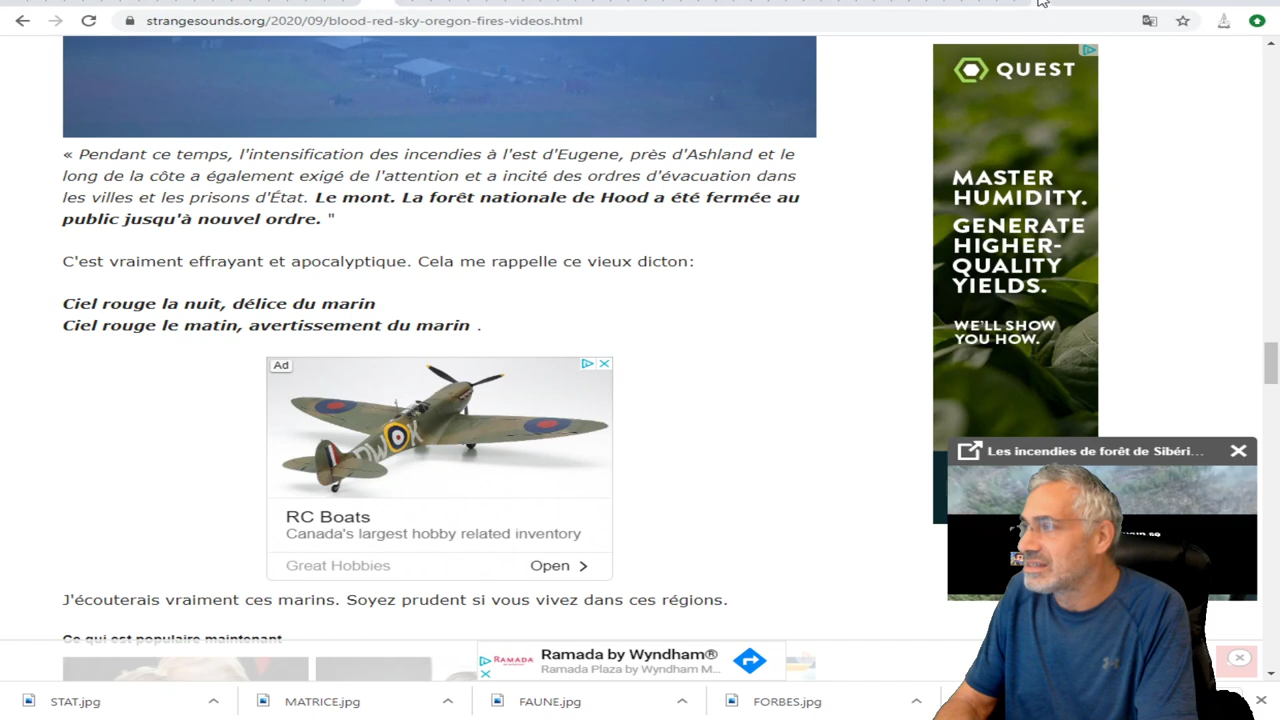 strangesounds.org/2020/09/blood-red-sky-oregon-fires-videos.html
« Pendant ce temps, l'intensification des incendies à l'est d'Eugene, près d'Ashland et le
long de la côte a également exigé de l'attention et a incité des ordres d'évacuation dans
les villes et les prisons d'État. Le mont. La forêt nationale de Hood a été fermée au
public jusqu'à nouvel ordre. "
C'est vraiment effrayant et apocalyptique. Cela me rappelle ce vieux dicton:
Ciel rouge la nuit, délice du marin
Ciel rouge le matin, avertissement du marin .
Ad
DW K
RC Boats
Canada's largest hobby related inventory
Great Hobbies
Open
J'écouterais vraiment ces marins. Soyez prudent si vous vivez dans ces régions.
Ce qui est populaire maintenant
QUEST
MASTER
HUMIDITY.
GENERATE
HIGHER-
QUALITY
YIELDS.
WE'LL SHOW
YOU HOW.
Les incendies de forêt de Sibéri...
RAMADA
Ramada by Wyndham®
Ramada Plaza by Wyndham M...
STAT.jpg
MATRICE.jpg
FAUNE.jpg
FORBES.jpg